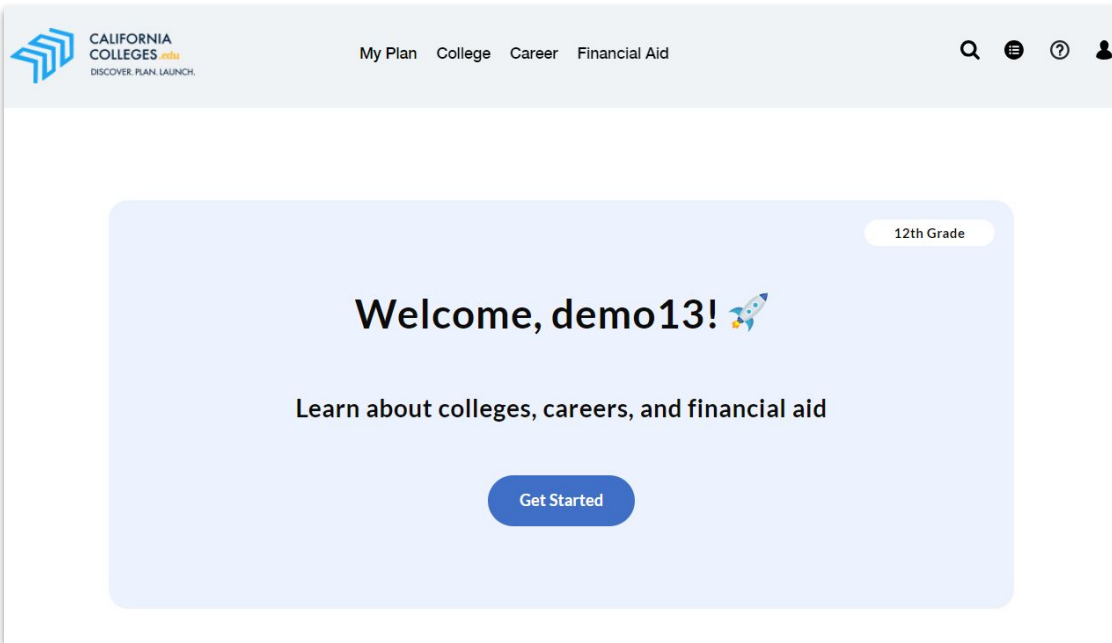 CALIFORNIA
COLLEGES.edu
DISCOVER. PLAN. LAUNCH.
My Plan College Career Financial Aid
12th Grade
Welcome, demo13! 🚀
Learn about colleges, careers, and financial aid
Get Started